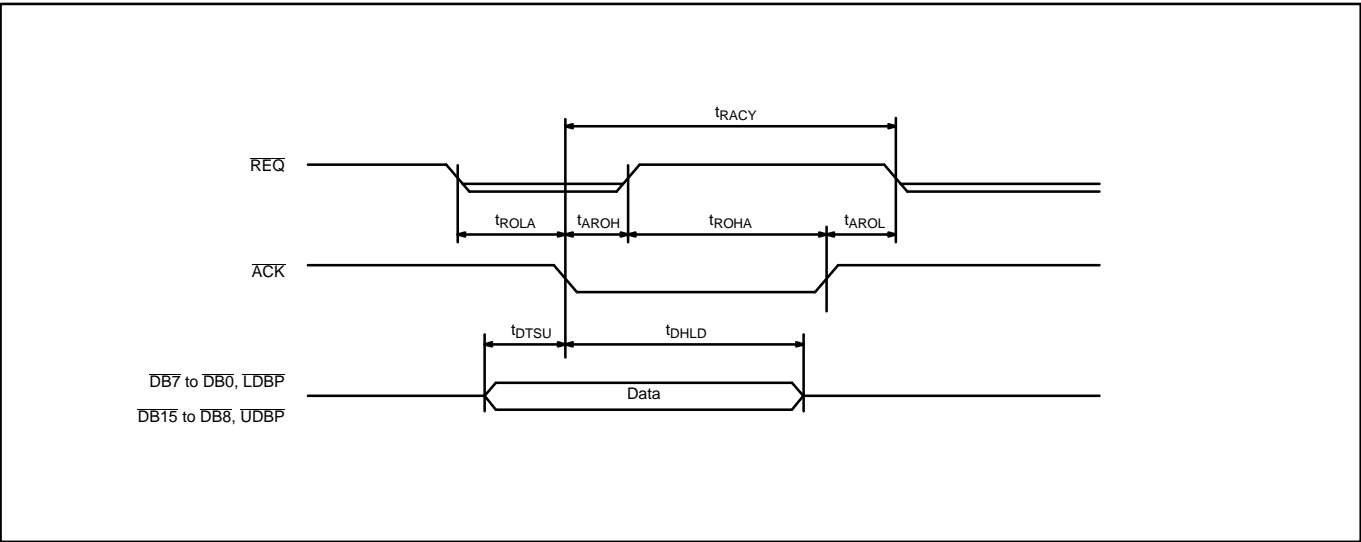 tRACY
REQ
tROLA tAROH tROHA tAROL
ACK
tDTSU tDHLD
DB7 to DB0, LDBP
Data
DB15 to DB8, UDBP